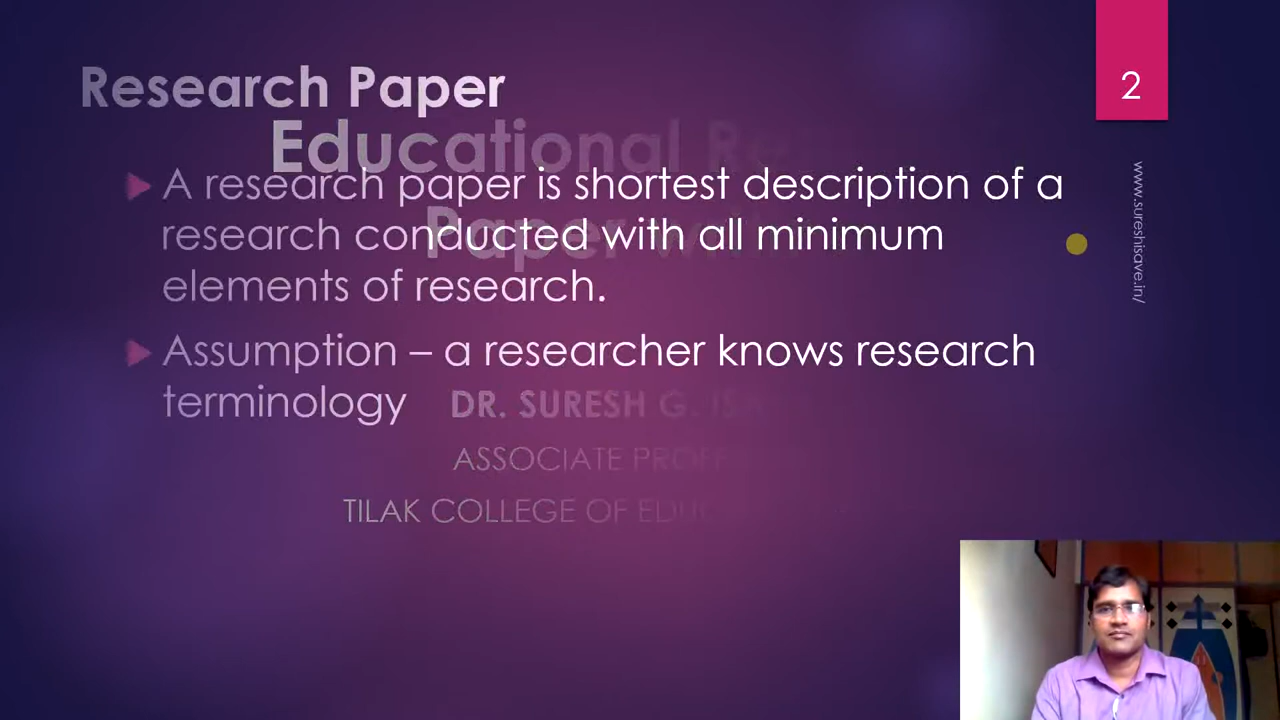 Research Paper
2
Educational
A research paper is shortest description of a
research conducted with all minimum
elements of research.
Paper
Assumption – a researcher knows research
terminology
DR. SURESH G.
ASSOCIATE
TILAK COLLEGE OF
www.sureshisave.in/